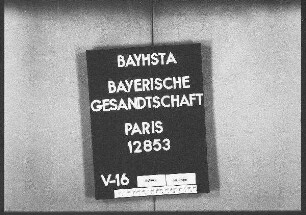 BAYHSTA
BAYERISCHE
GESANDTSCHAFT
PARIS
12853
V-16